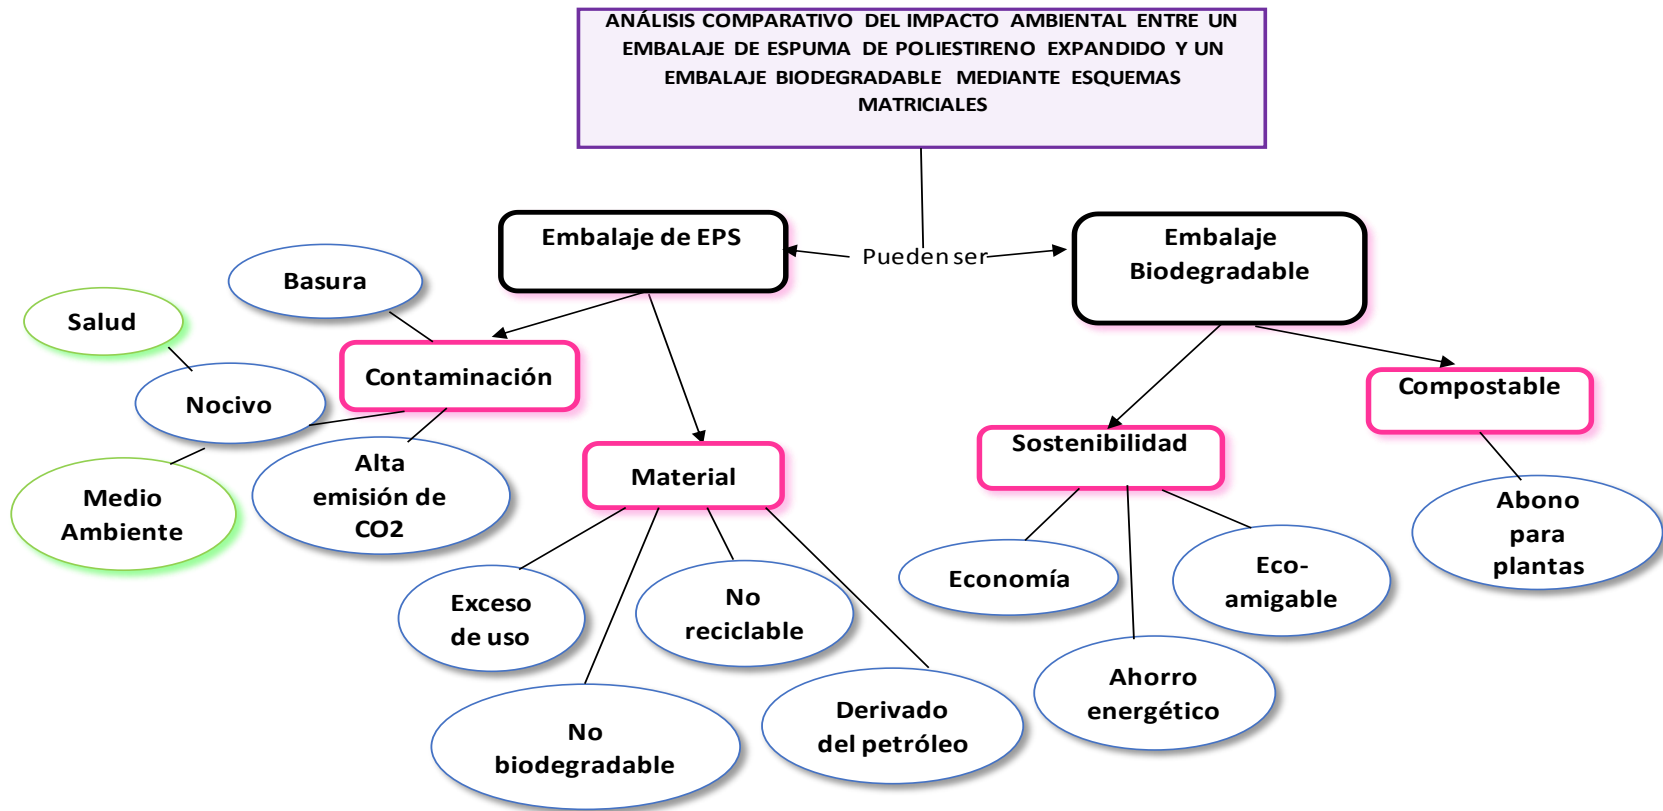 ANÁLISIS COMPARATIVO DEL IMPACTO AMBIENTAL ENTRE UN
EMBALAJE DE ESPUMA DE POLIESTIRENO EXPANDIDO Y UN
EMBALAJE BIODEGRADABLE MEDIANTE ESQUEMAS
MATRICIALES
Embalaje de EPS
Pueden ser
Embalaje
Biodegradable
Basura
Salud
Contaminación
Nocivo
Compostable
Sostenibilidad
Alta
emisión de
CO2
Medio
Ambiente
Material
Abono
para
plantas
Economía
Eco-
amigable
Exceso
de uso
No
reciclable
Ahorro
energético
No
biodegradable
Derivado
del petróleo